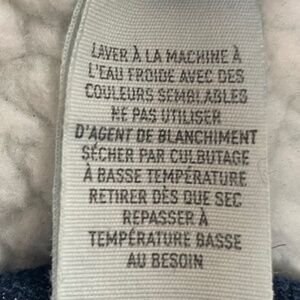 LAVER À LA MACHINE À
L'EAU FROIDE AVEC DES
COULEURS SEMBLABLES
NE PAS UTILISER
D'AGENT DE BLANCHIMENT
SÉCHER PAR CULBUTAGE
À BASSE TEMPÉRATURE
RETIRER DÈS QUE SEC
REPASSER À
TEMPÉRATURE BASSE
AU BESOIN